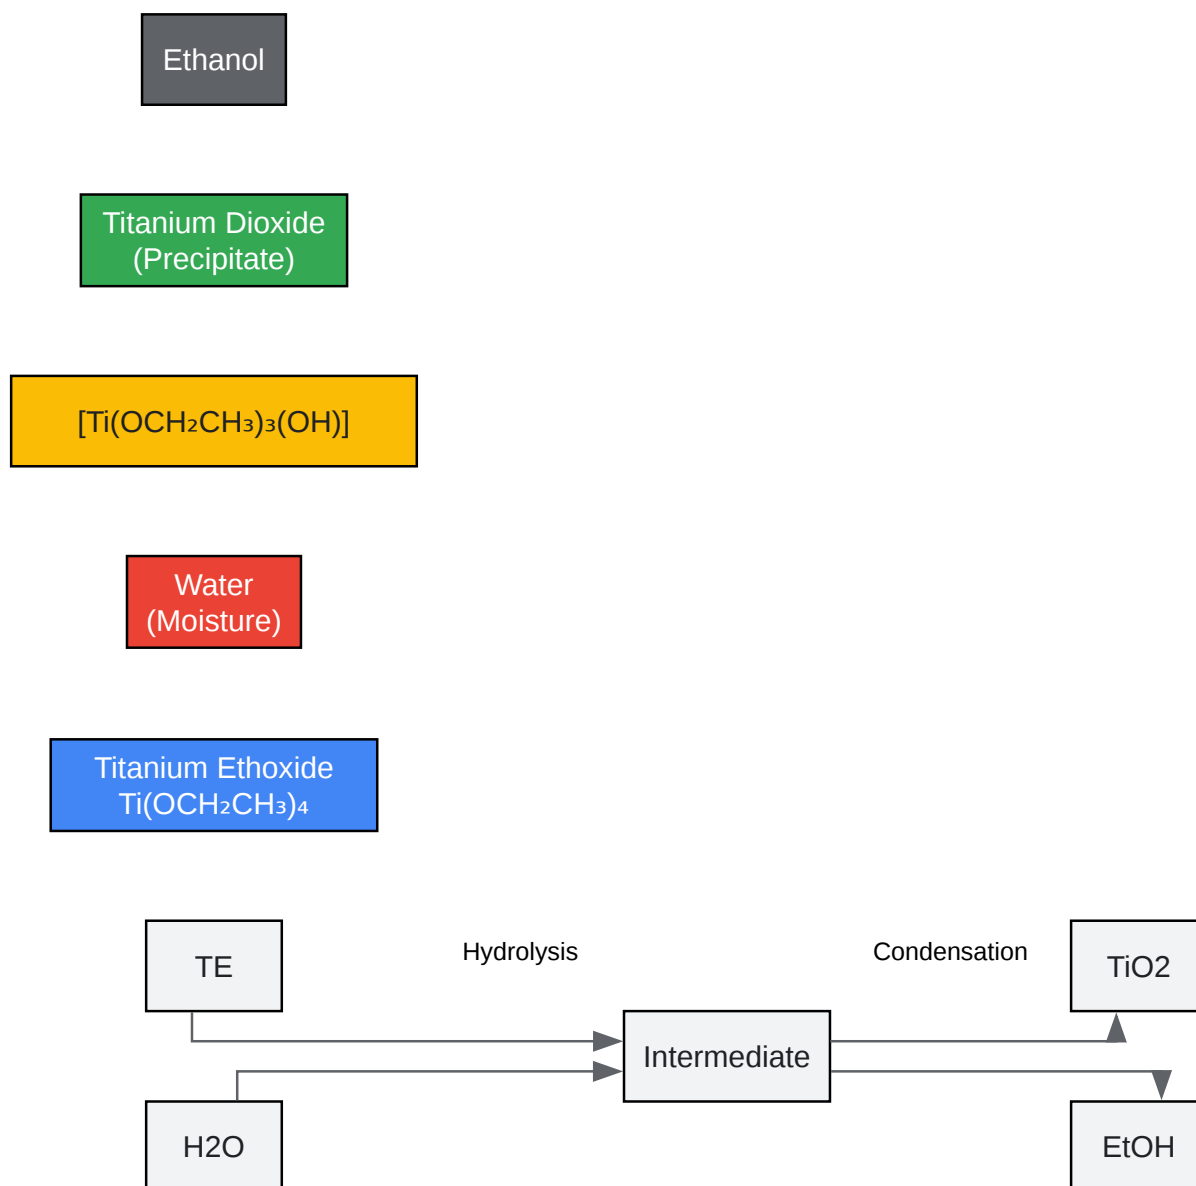 Ethanol
Titanium Dioxide
(Precipitate)
[Ti(OCH₂CH₃)₃(OH)]
Water
(Moisture)
Titanium Ethoxide
Ti(OCH₂CH₃)₄
TE
Hydrolysis
Condensation
TiO2
Intermediate
H2O
EtOH